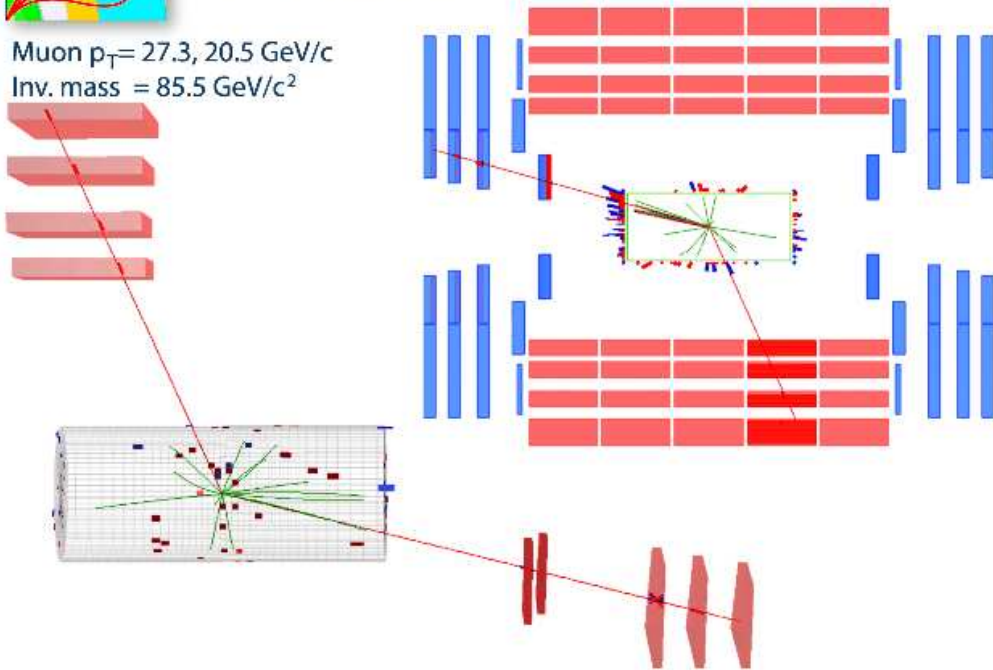 Muon pT= 27.3, 20.5 GeV/c
Inv. mass = 85.5 GeV/c²